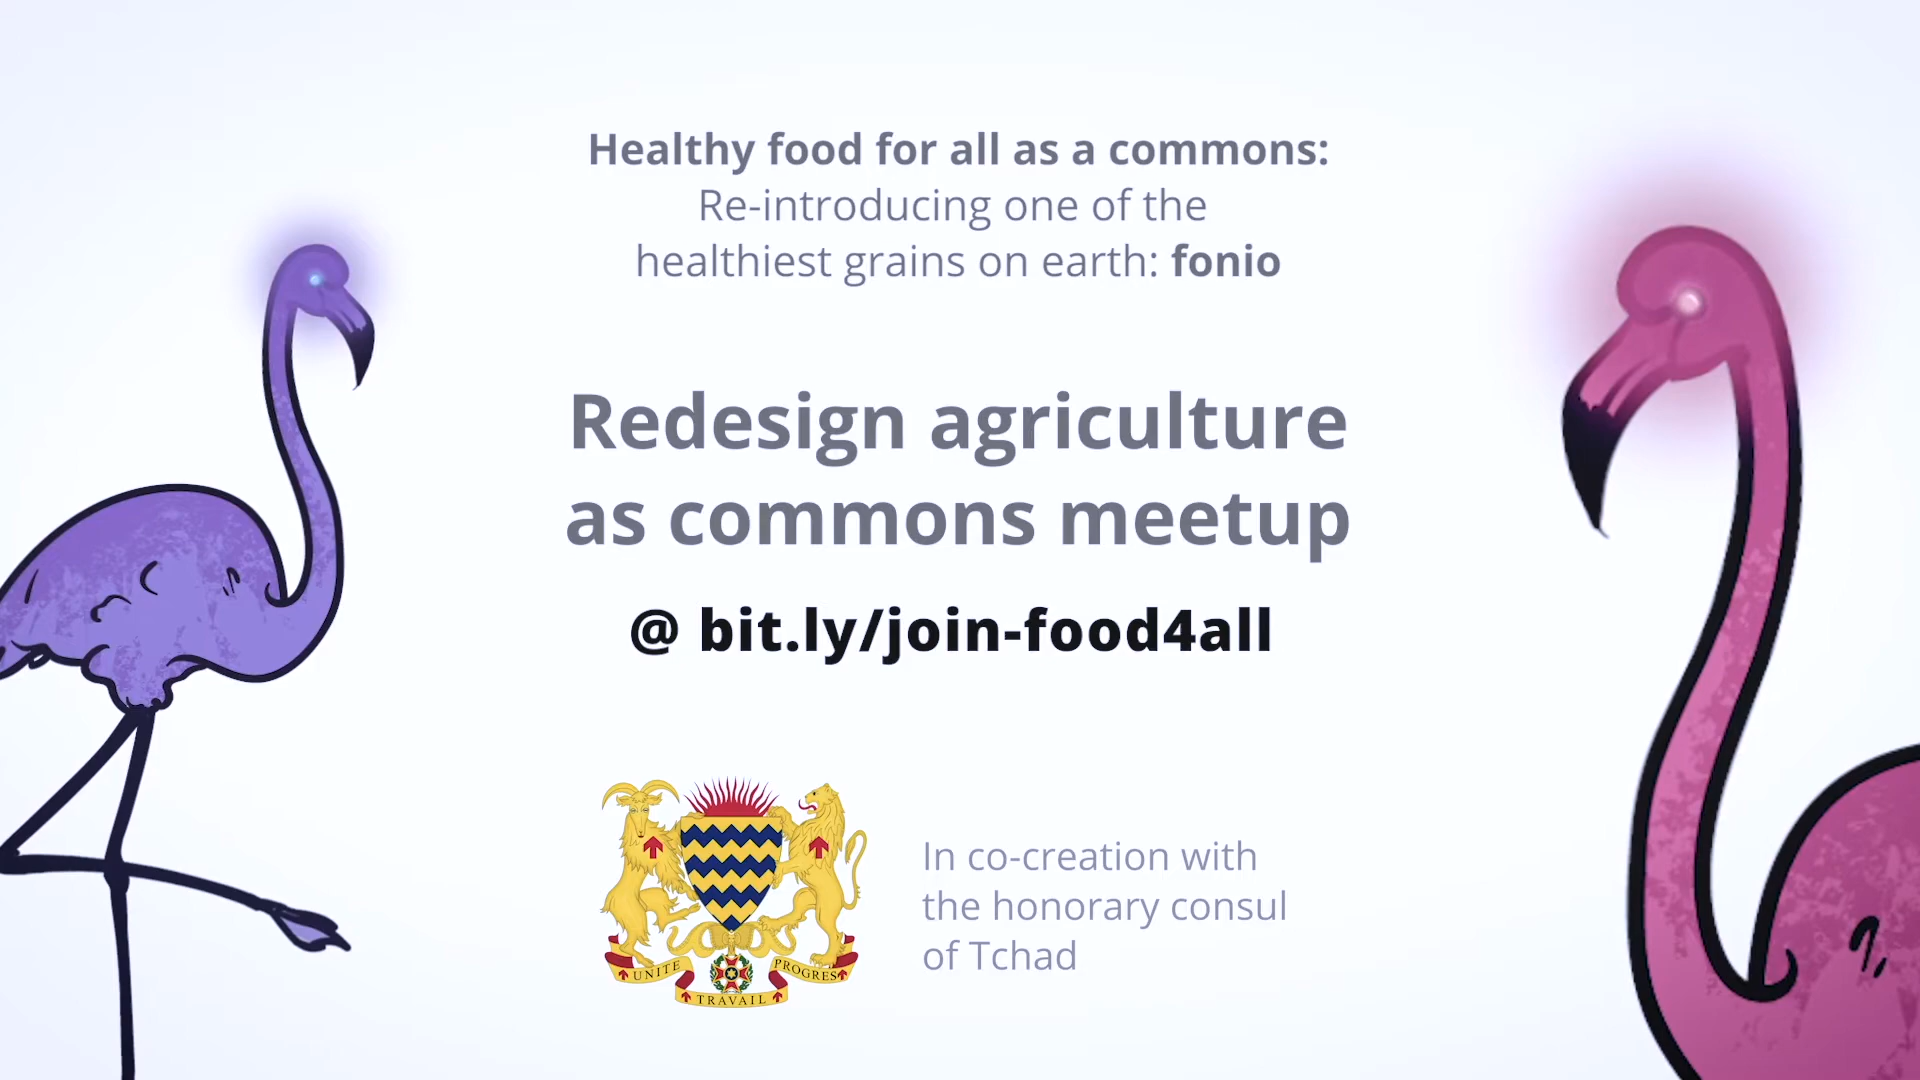 Healthy food for all as a commons:
Re-introducing one of the
healthiest grains on earth: fonio
Redesign agriculture
as commons meetup
@ bit.ly/join-food4all
In co-creation with
the honorary consul
of Tchad
UNITE
TRAVAIL
PROGRES